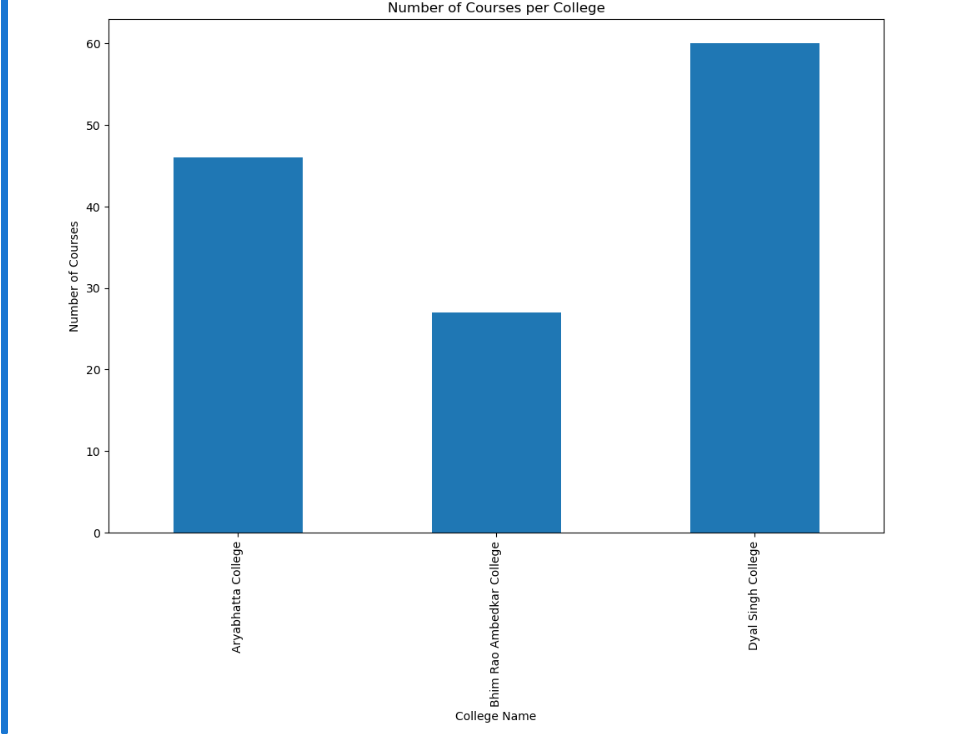 Number of Courses per College
Number of Courses
60
50
40
30
20
10
0
Aryabhatta College
Bhim Rao Ambedkar College
Dyal Singh College
College Name